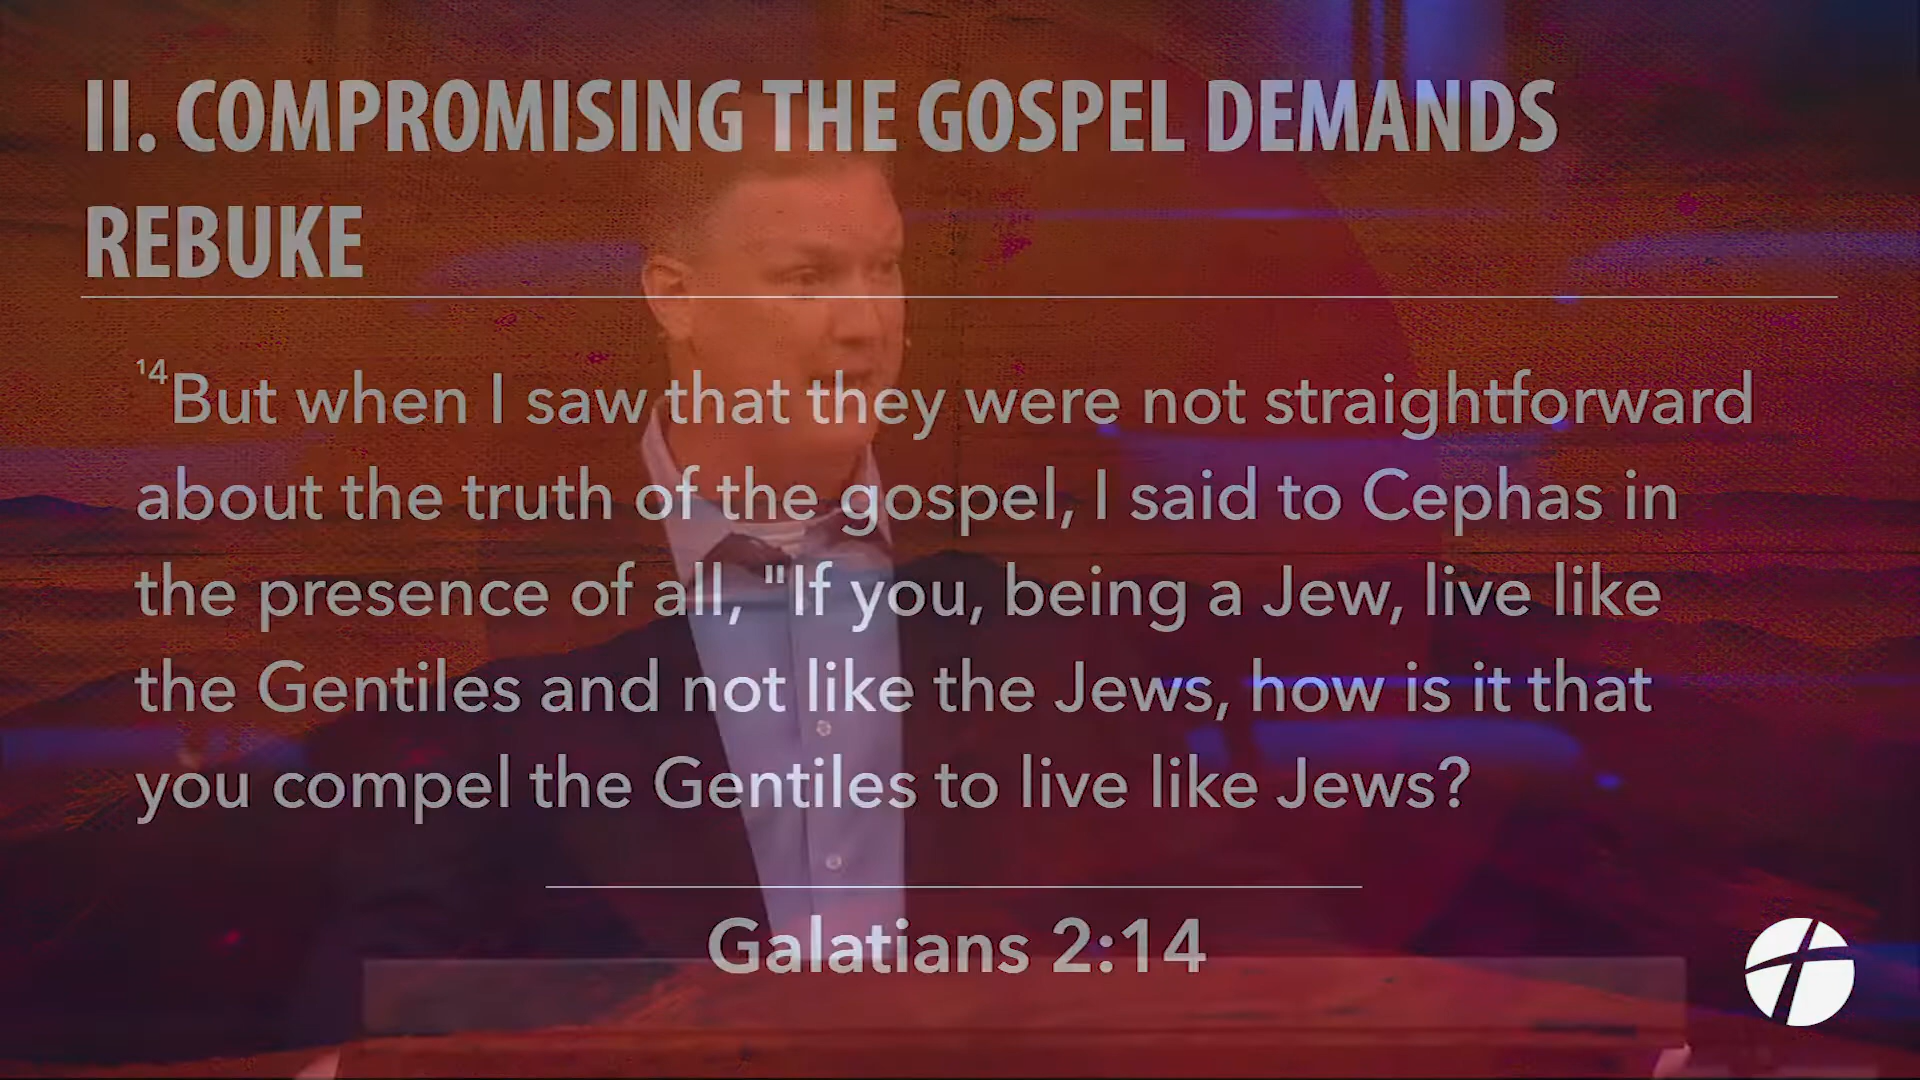 II. COMPROMISING THE GOSPEL DEMANDS
REBUKE
¹⁴But when I saw that they were not straightforward
about the truth of the gospel, I said to Cephas in
the presence of all, "If you, being a Jew, live like
the Gentiles and not like the Jews, how is it that
you compel the Gentiles to live like Jews?
Galatians 2:14